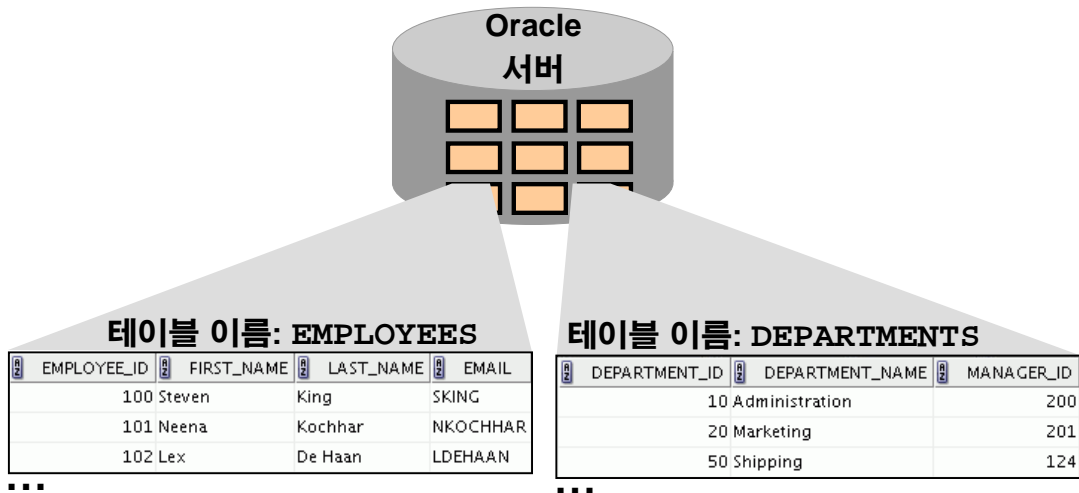 Oracle
서버
테이블 이름: EMPLOYEES
EMPLOYEE_ID FIRST_NAME LAST_NAME EMAIL
100 Steven King SKING
101 Neena Kochhar NKOCHHAR
102 Lex De Haan LDEHAAN
...
테이블 이름: DEPARTMENTS
DEPARTMENT_ID DEPARTMENT_NAME MANAGER_ID
10 Administration 200
20 Marketing 201
50 Shipping 124
...